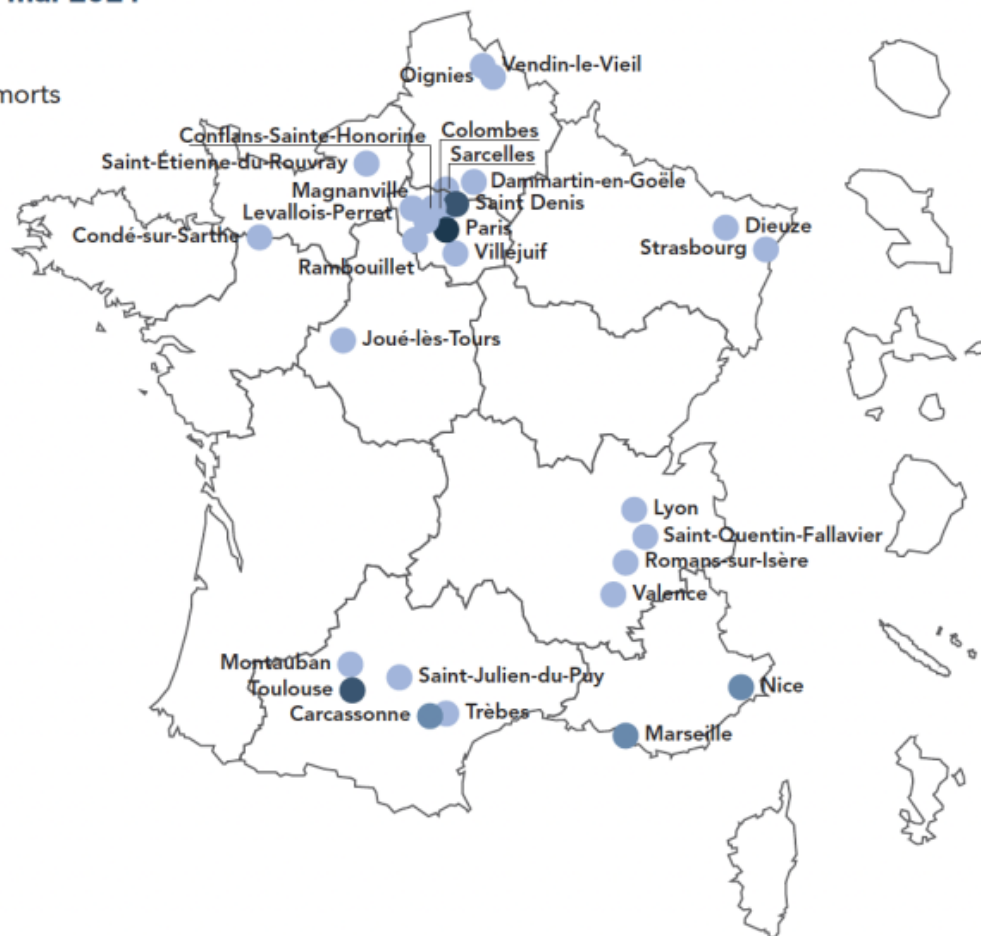 Vendin-le-Vieil
Oignies
morts
Conflans-Sainte-Honorine
Colombes
Saint-Étienne-du-Rouvray
Sarcelles
Magnanville
Dammartin-en-Goële
Levallois-Perret
Saint Denis
Condé-sur-Sarthe
Paris
Dieuze
Strasbourg
Villejuif
Rambouillet
Joué-lès-Tours
Lyon
Saint-Quentin-Fallavier
Romans-sur-Isère
Valence
Montauban
Saint-Julien-du-Puy
Toulouse
Nice
Carcassonne
Trèbes
Marseille